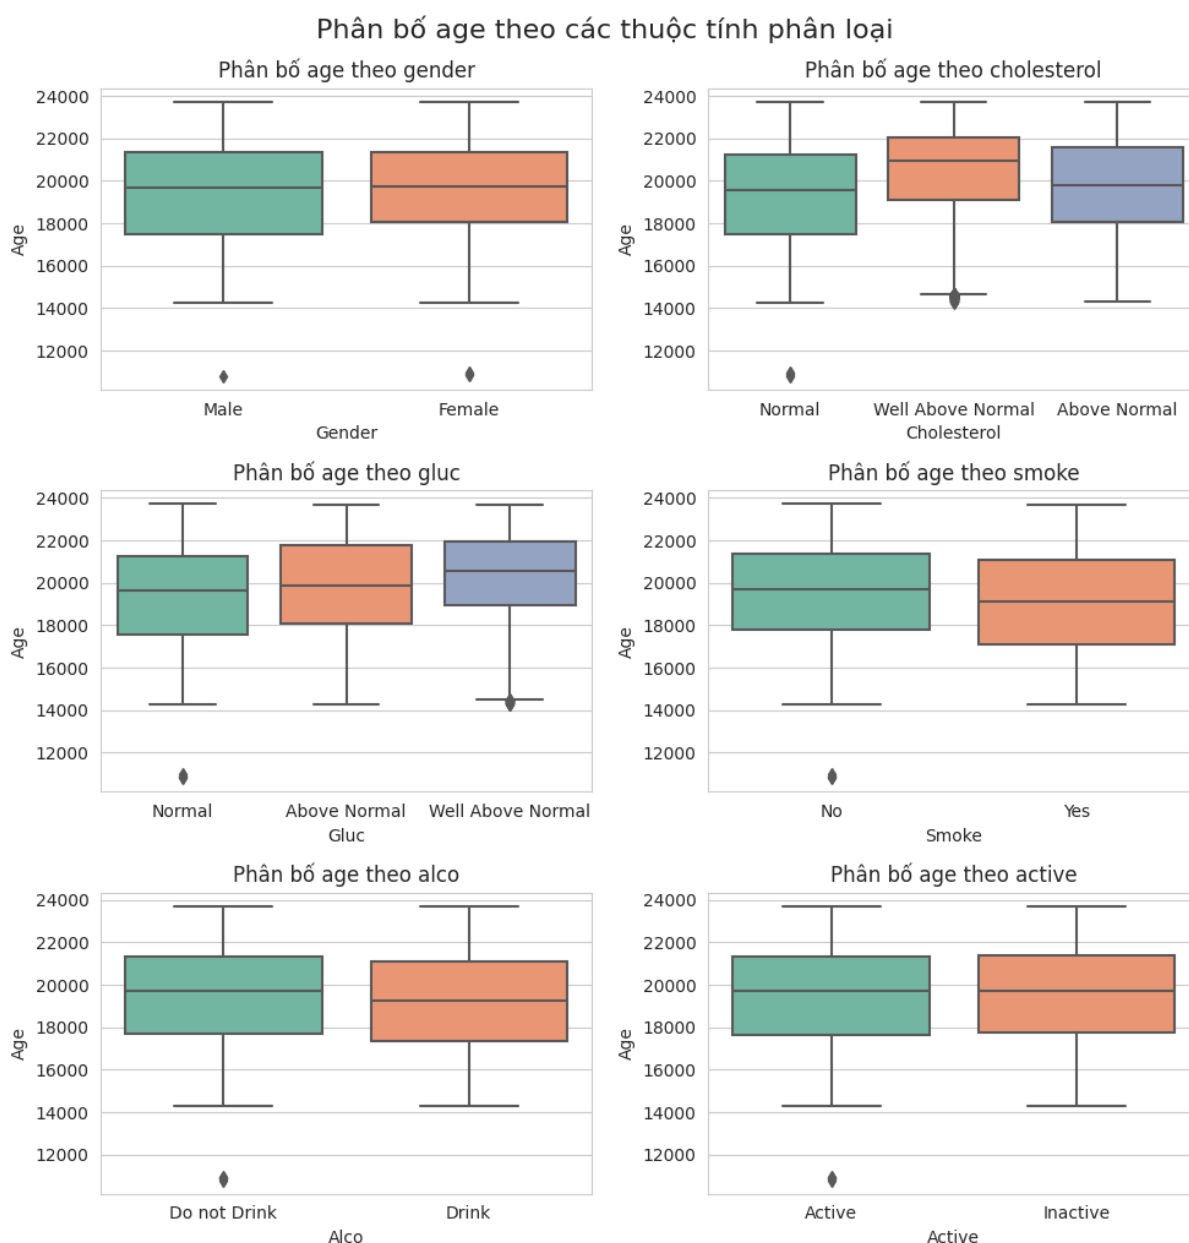 Phân bố age theo các thuộc tính phân loại
Phân bố age theo gender
24000
22000
20000
18000
16000
14000
12000
Age
Male Female
Gender
Phân bố age theo cholesterol
24000
22000
20000
18000
16000
14000
12000
Age
Normal Well Above Normal Above Normal
Cholesterol
Phân bố age theo gluc
24000
22000
20000
18000
16000
14000
12000
Age
Normal Above Normal Well Above Normal
Gluc
Phân bố age theo smoke
24000
22000
20000
18000
16000
14000
12000
Age
No Yes
Smoke
Phân bố age theo alco
24000
22000
20000
18000
16000
14000
12000
Age
Do not Drink Drink
Alco
Phân bố age theo active
24000
22000
20000
18000
16000
14000
12000
Age
Active Inactive
Active